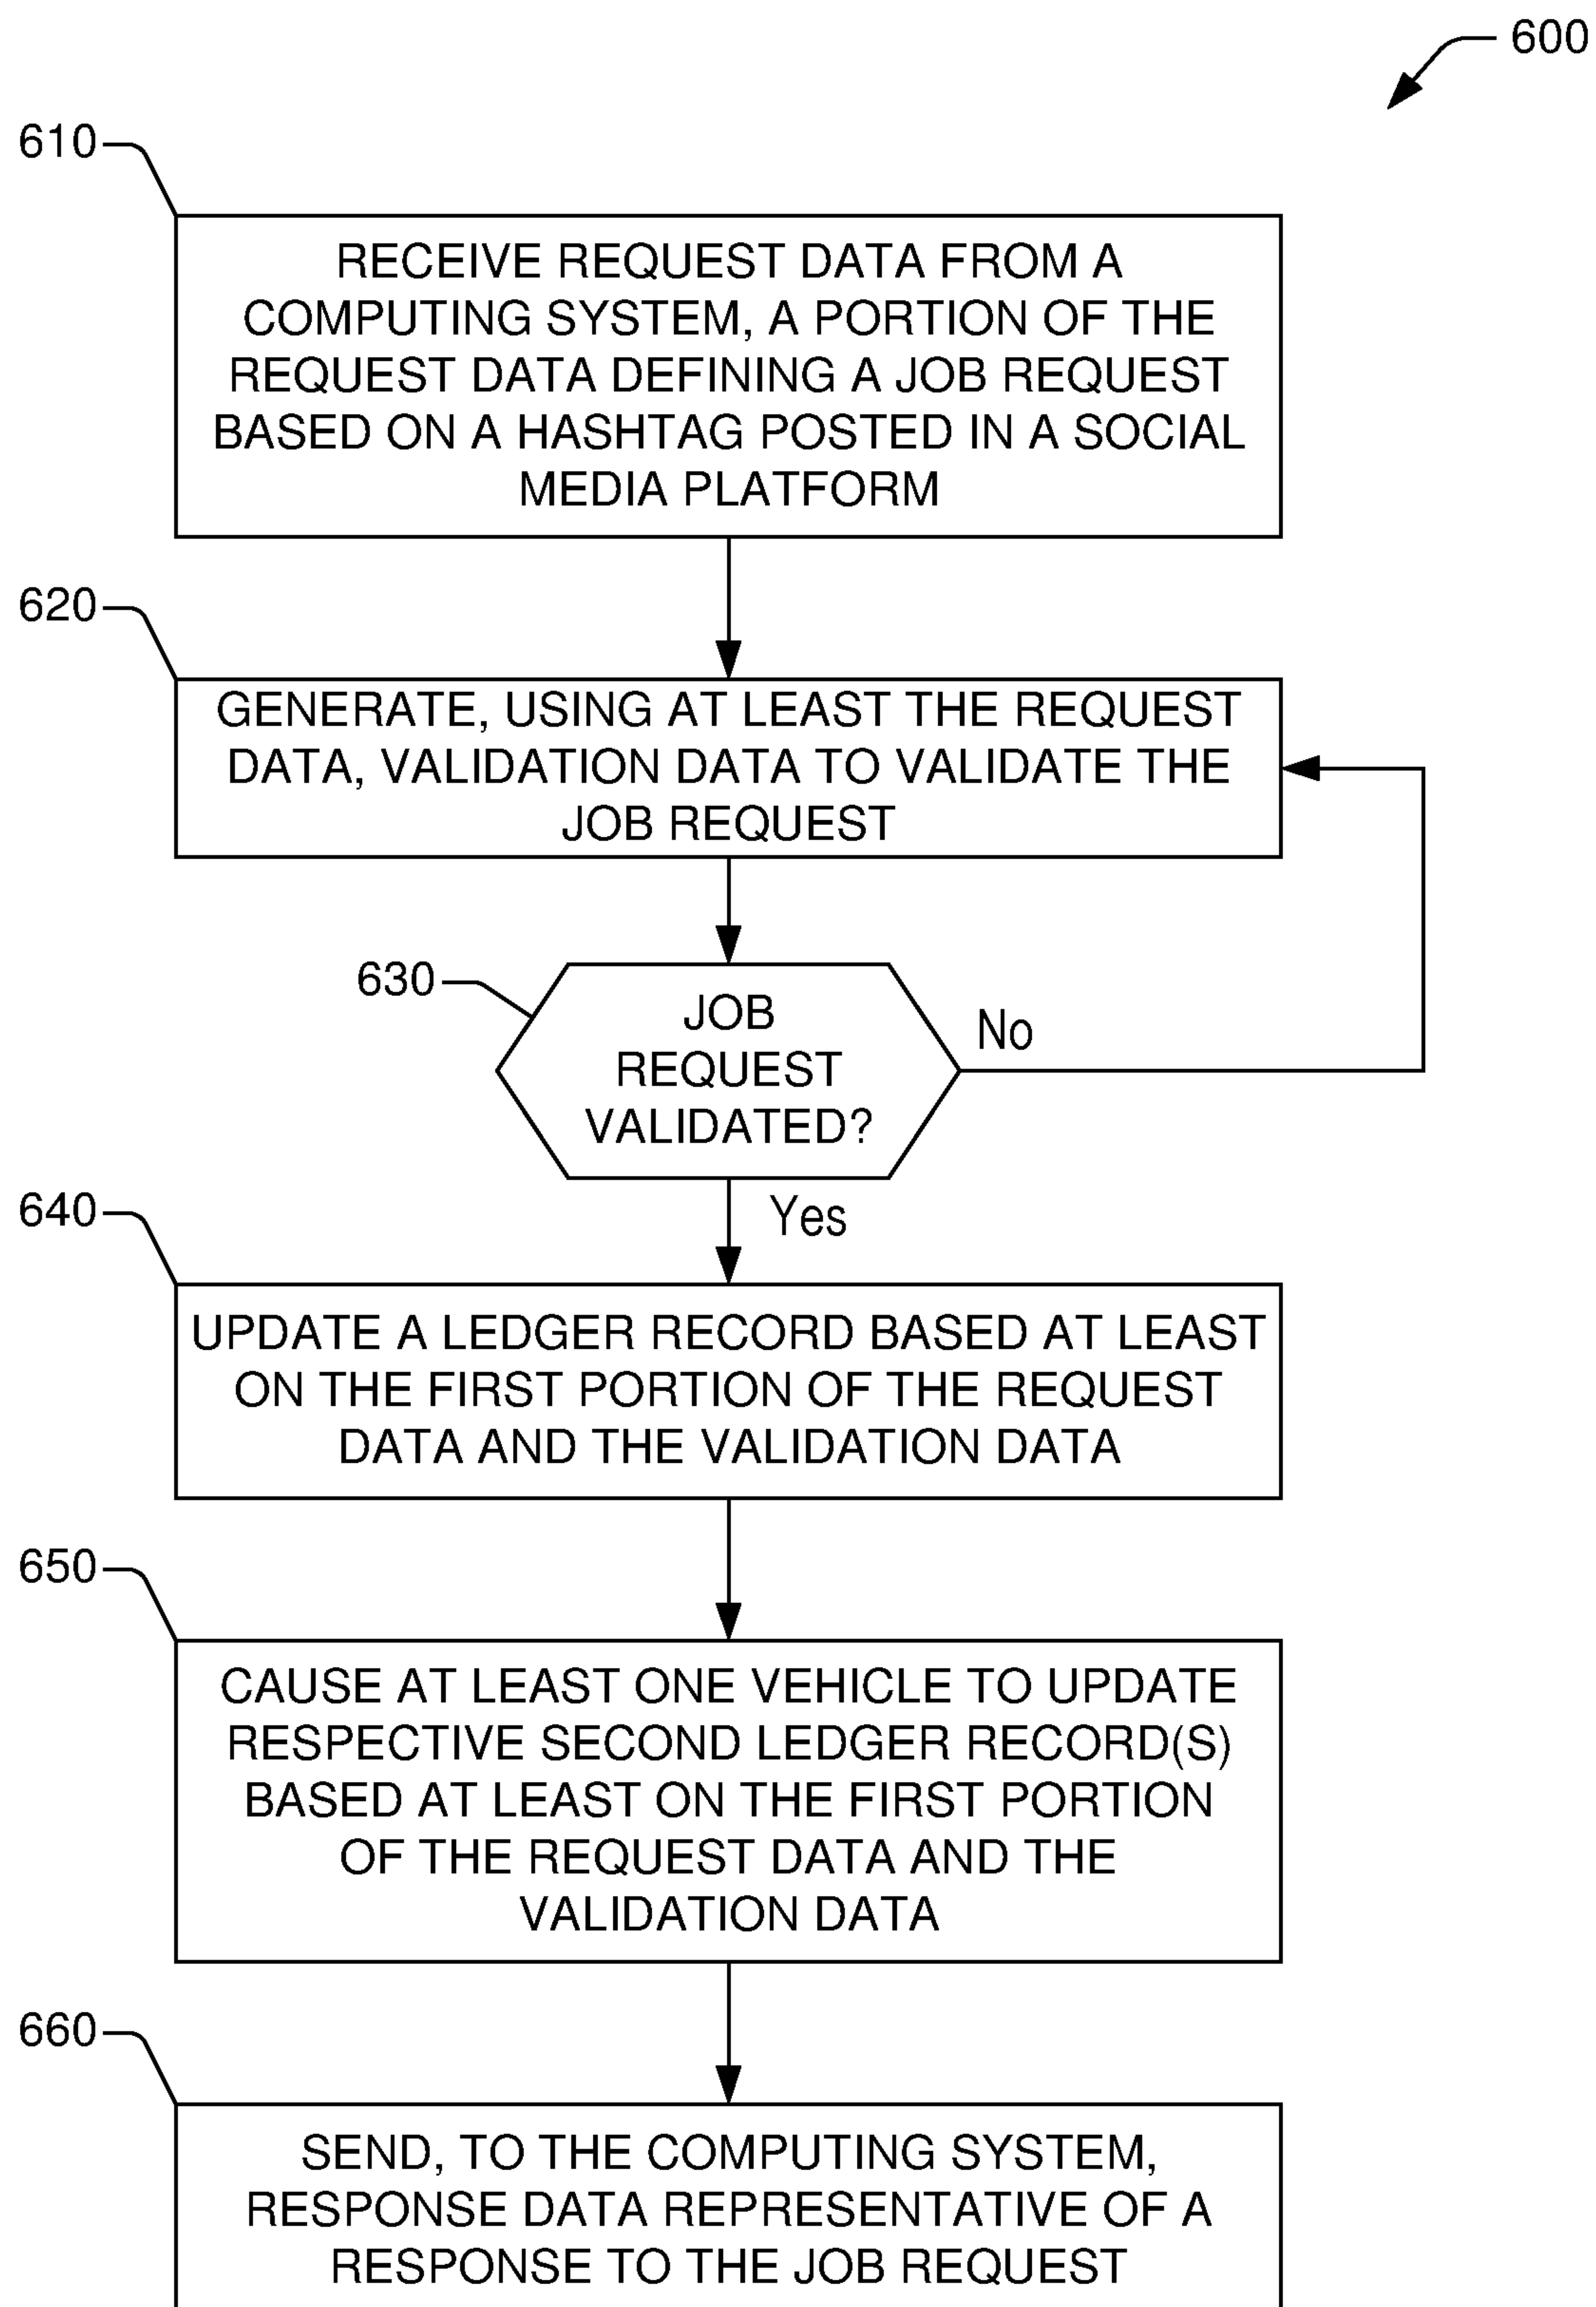 600
610
RECEIVE REQUEST DATA FROM A
COMPUTING SYSTEM, A PORTION OF THE
REQUEST DATA DEFINING A JOB REQUEST
BASED ON A HASHTAG POSTED IN A SOCIAL
MEDIA PLATFORM
620
GENERATE, USING AT LEAST THE REQUEST
DATA, VALIDATION DATA TO VALIDATE THE
JOB REQUEST
630
JOB
REQUEST
VALIDATED?
No
Yes
640
UPDATE A LEDGER RECORD BASED AT LEAST
ON THE FIRST PORTION OF THE REQUEST
DATA AND THE VALIDATION DATA
650
CAUSE AT LEAST ONE VEHICLE TO UPDATE
RESPECTIVE SECOND LEDGER RECORD(S)
BASED AT LEAST ON THE FIRST PORTION
OF THE REQUEST DATA AND THE
VALIDATION DATA
660
SEND, TO THE COMPUTING SYSTEM,
RESPONSE DATA REPRESENTATIVE OF A
RESPONSE TO THE JOB REQUEST